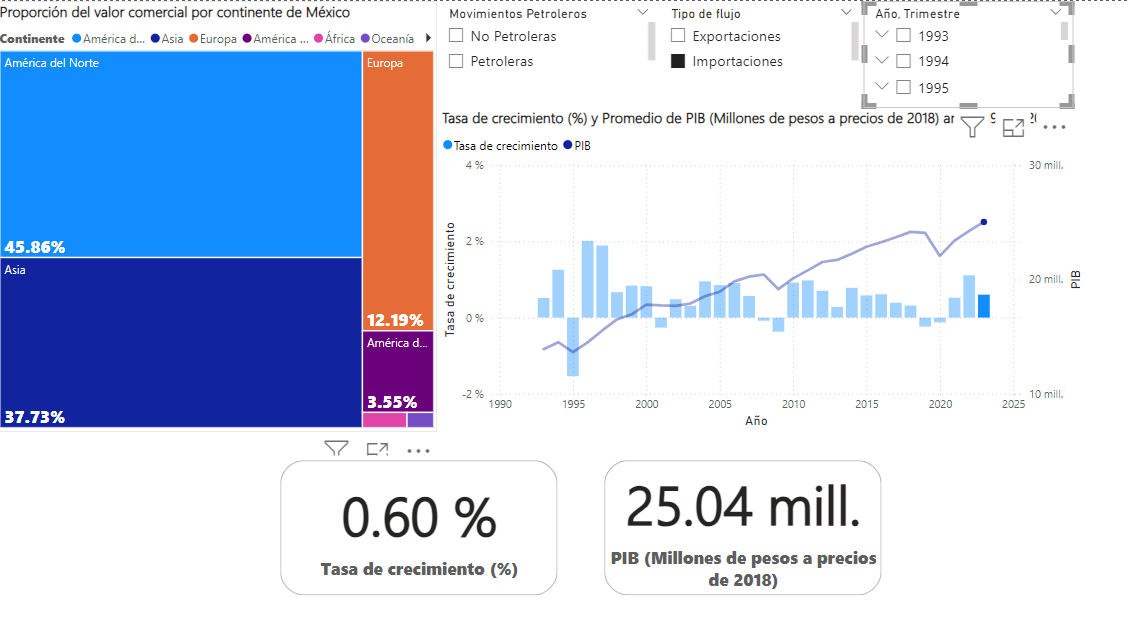 Proporción del valor comercial por continente de México
Continente América d... Asia Europa América ... África Oceanía
América del Norte
45.86%
Asia
37.73%
Europa
12.19%
América d...
3.55%
Movimientos Petroleros
No Petroleras
Petroleras
Tipo de flujo
Exportaciones
Importaciones
Año, Trimestre
1993
1994
1995
Tasa de crecimiento (%) y Promedio de PIB (Millones de pesos a precios de 2018)
Tasa de crecimiento PIB
4 %
2 %
0 %
-2 %
Tasa de crecimiento
30 mill.
20 mill.
10 mill.
PIB
1990 1995 2000 2005 2010 2015 2020 2025
Año
0.60 %
Tasa de crecimiento (%)
25.04 mill.
PIB (Millones de pesos a precios
de 2018)